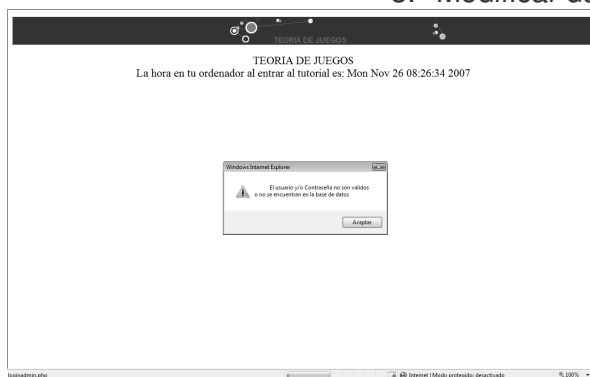 TEORIA DE JUEGOS
TEORIA DE JUEGOS
La hora en tu ordenador al entrar al tutorial es: Mon Nov 26 08:26:34 2007
Windows Internet Explorer
El usuario y/o Contraseña no son validos
o no se encuentran en la base de datos
Aceptar
loginadmin.php
Internet | Modo protegido: desactivado
100%